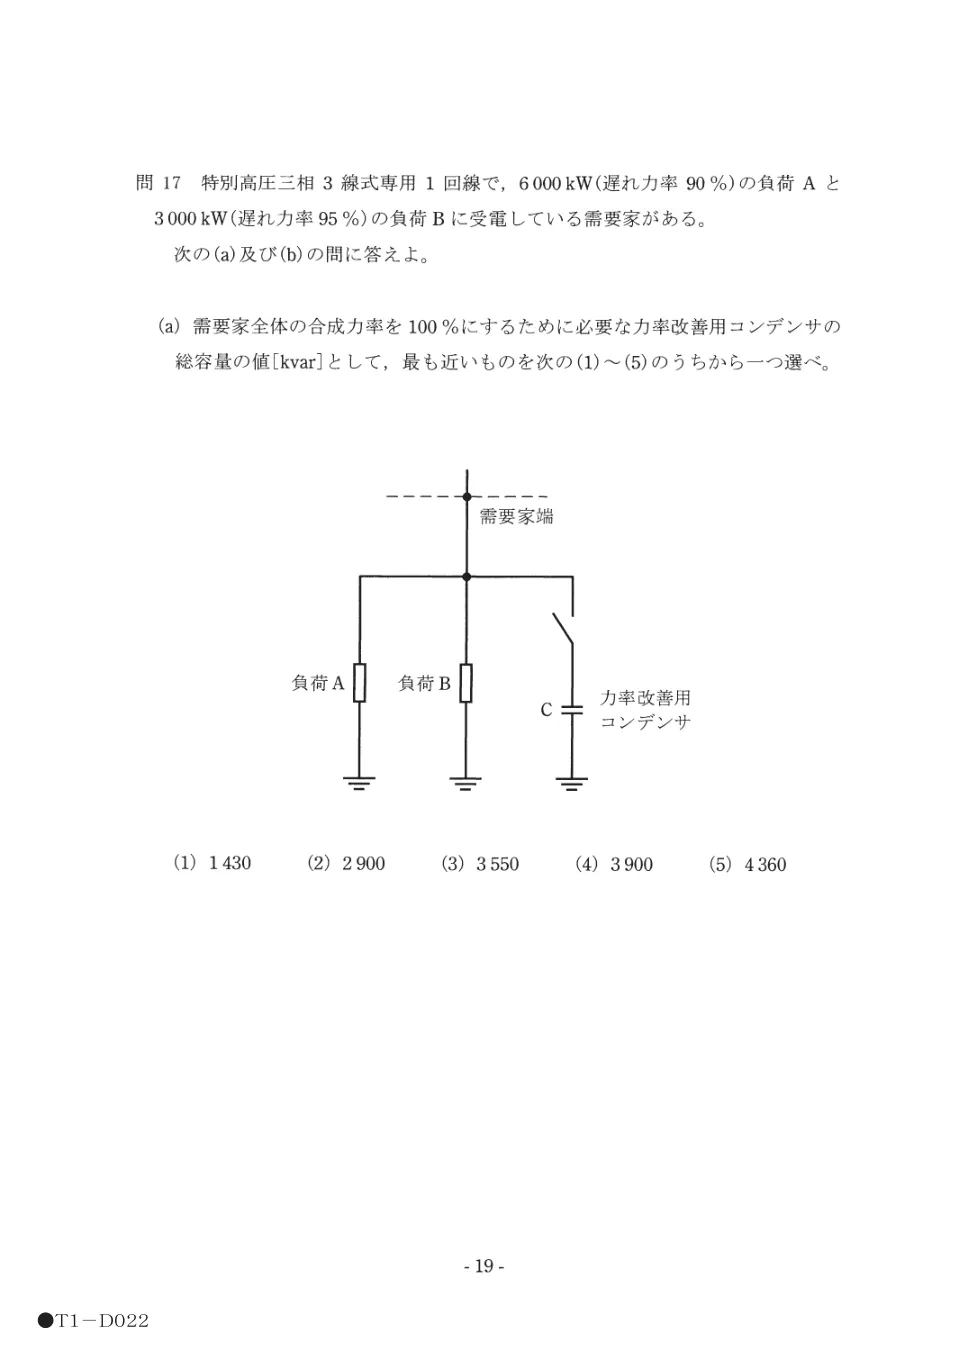 問 17 特別高圧三相 3 線式専用 1 回線で，6 000 kW(遅れ力率 90 %)の負荷 A と
3 000 kW(遅れ力率 95 %)の負荷 B に受電している需要家がある。
次の(a)及び(b)の問に答えよ。
(a) 需要家全体の合成力率を 100 %にするために必要な力率改善用コンデンサの
総容量の値[kvar]として，最も近いものを次の(1)～(5)のうちから一つ選べ。
需要家端
負荷 A
負荷 B
C
力率改善用
コンデンサ
(1) 1 430 (2) 2 900 (3) 3 550 (4) 3 900 (5) 4 360
- 19 -
●T1－D022